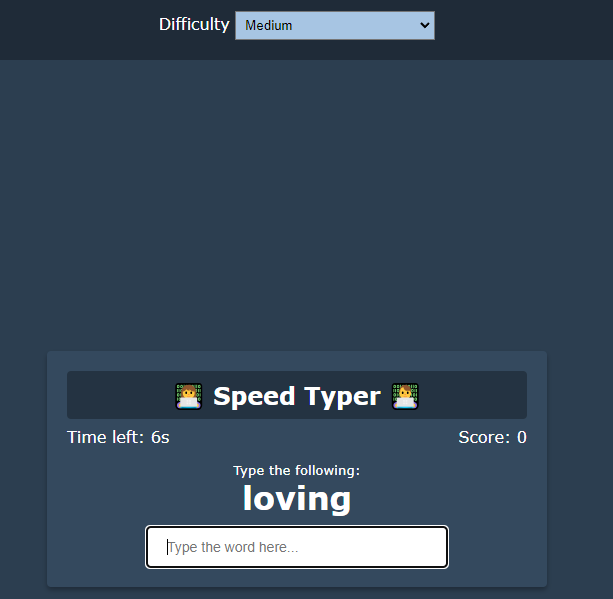 Difficulty Medium
Speed Typer
Time left: 6s Score: 0
Type the following:
loving
Type the word here...